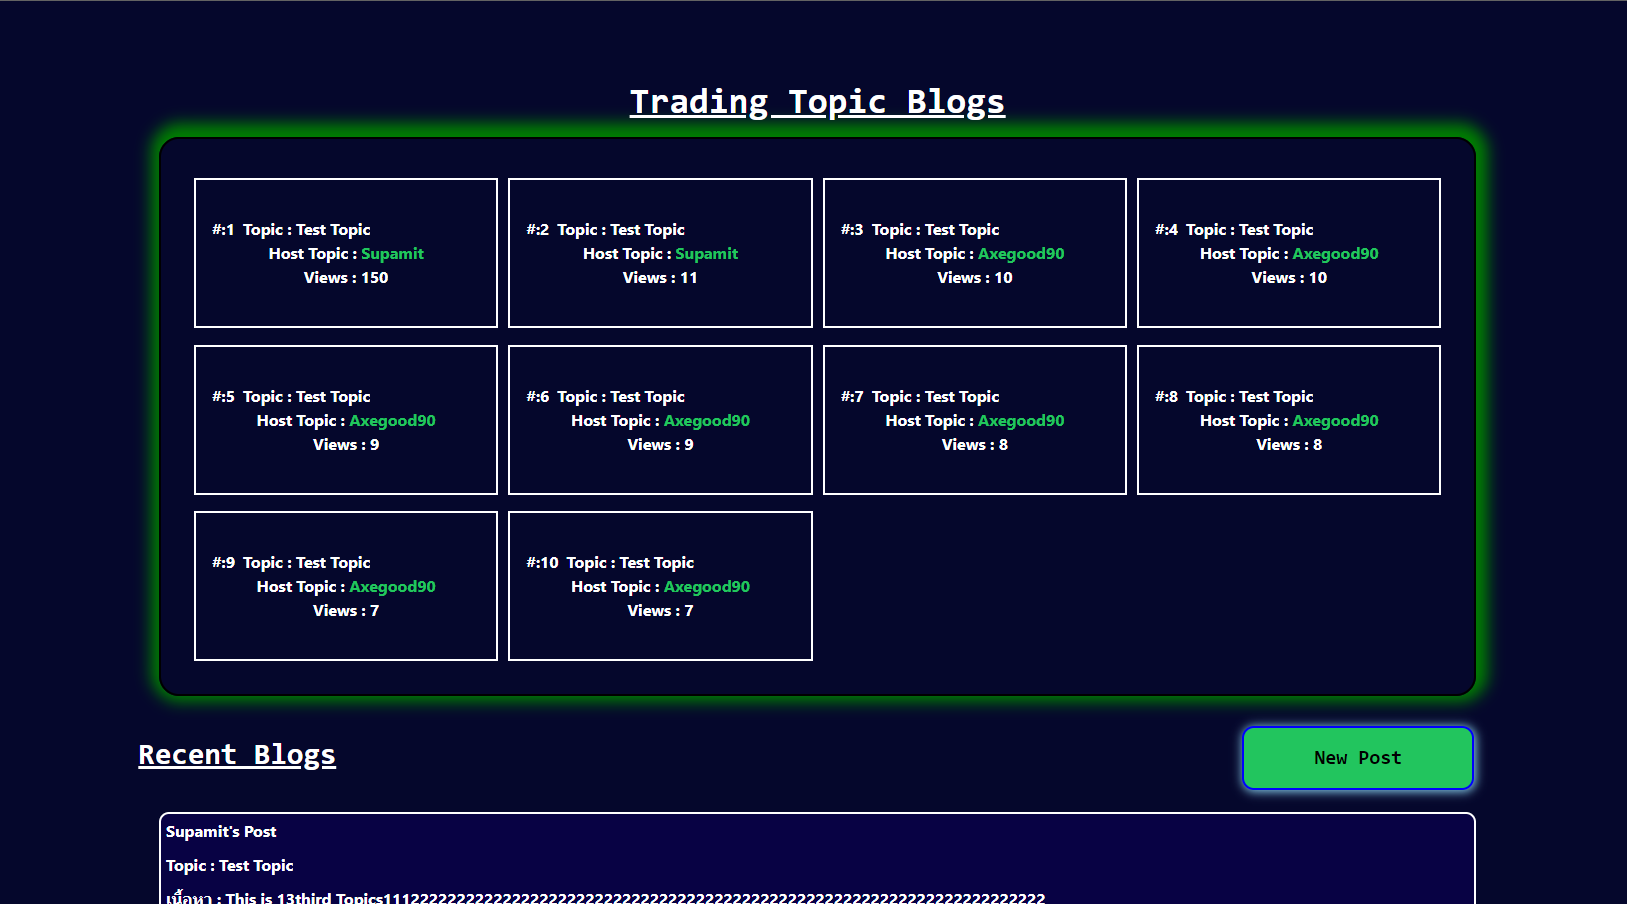 Trading Topic Blogs
#:1 Topic : Test Topic
Host Topic : Supamit
Views : 150
#:2 Topic : Test Topic
Host Topic : Supamit
Views : 11
#:3 Topic : Test Topic
Host Topic : Axegood90
Views : 10
#:4 Topic : Test Topic
Host Topic : Axegood90
Views : 10
#:5 Topic : Test Topic
Host Topic : Axegood90
Views : 9
#:6 Topic : Test Topic
Host Topic : Axegood90
Views : 9
#:7 Topic : Test Topic
Host Topic : Axegood90
Views : 8
#:8 Topic : Test Topic
Host Topic : Axegood90
Views : 8
#:9 Topic : Test Topic
Host Topic : Axegood90
Views : 7
#:10 Topic : Test Topic
Host Topic : Axegood90
Views : 7
Recent Blogs
New Post
Supamit's Post
Topic : Test Topic
เนื้อหา : This is 13third Topics